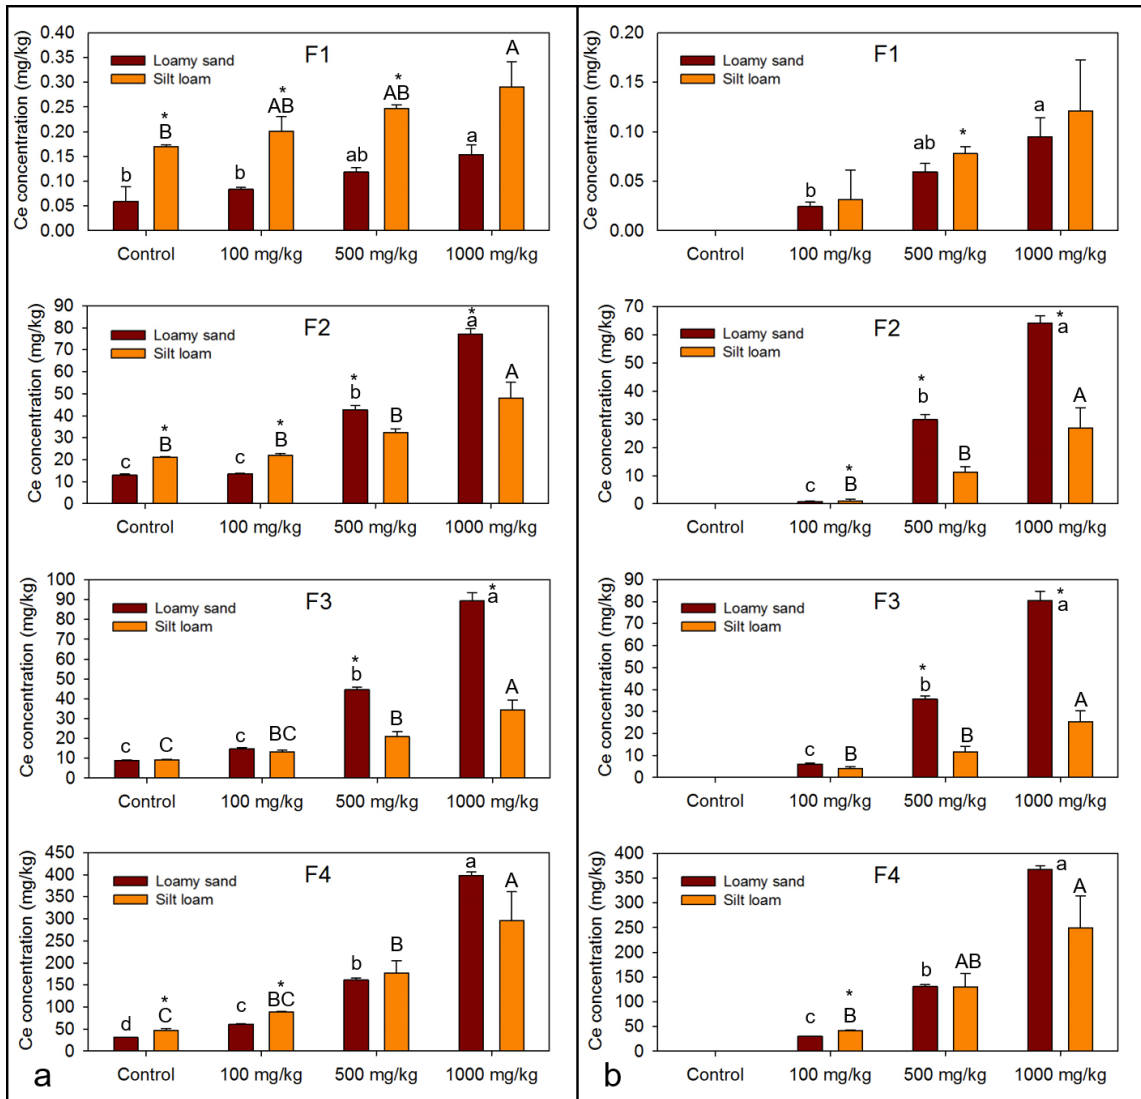 F1
Ce concentration (mg/kg)
0.40
0.35
0.30
0.25
0.20
0.15
0.10
0.05
0.00
Loamy sand
Silt loam
b
*
B
b
*
AB
ab
*
AB
a
A
Control 100 mg/kg 500 mg/kg 1000 mg/kg
F2
Ce concentration (mg/kg)
90
80
70
60
50
40
30
20
10
0
Loamy sand
Silt loam
c
*
B
c
*
B
*
b
B
*
a
A
Control 100 mg/kg 500 mg/kg 1000 mg/kg
F3
Ce concentration (mg/kg)
100
90
80
70
60
50
40
30
20
10
0
Loamy sand
Silt loam
c
C
c
BC
*
b
B
*
a
A
Control 100 mg/kg 500 mg/kg 1000 mg/kg
F4
Ce concentration (mg/kg)
450
400
350
300
250
200
150
100
50
0
Loamy sand
Silt loam
d
*
C
c
*
BC
b
B
a
A
Control 100 mg/kg 500 mg/kg 1000 mg/kg
a
F1
Ce concentration (mg/kg)
0.20
0.15
0.10
0.05
0.00
Loamy sand
Silt loam
b
ab
*
a
Control 100 mg/kg 500 mg/kg 1000 mg/kg
F2
Ce concentration (mg/kg)
70
60
50
40
30
20
10
0
Loamy sand
Silt loam
c
*
B
*
b
B
*
a
A
Control 100 mg/kg 500 mg/kg 1000 mg/kg
F3
Ce concentration (mg/kg)
90
80
70
60
50
40
30
20
10
0
Loamy sand
Silt loam
c
B
*
b
B
*
a
A
Control 100 mg/kg 500 mg/kg 1000 mg/kg
F4
Ce concentration (mg/kg)
400
350
300
250
200
150
100
50
0
Loamy sand
Silt loam
c
*
B
b
AB
a
A
Control 100 mg/kg 500 mg/kg 1000 mg/kg
b